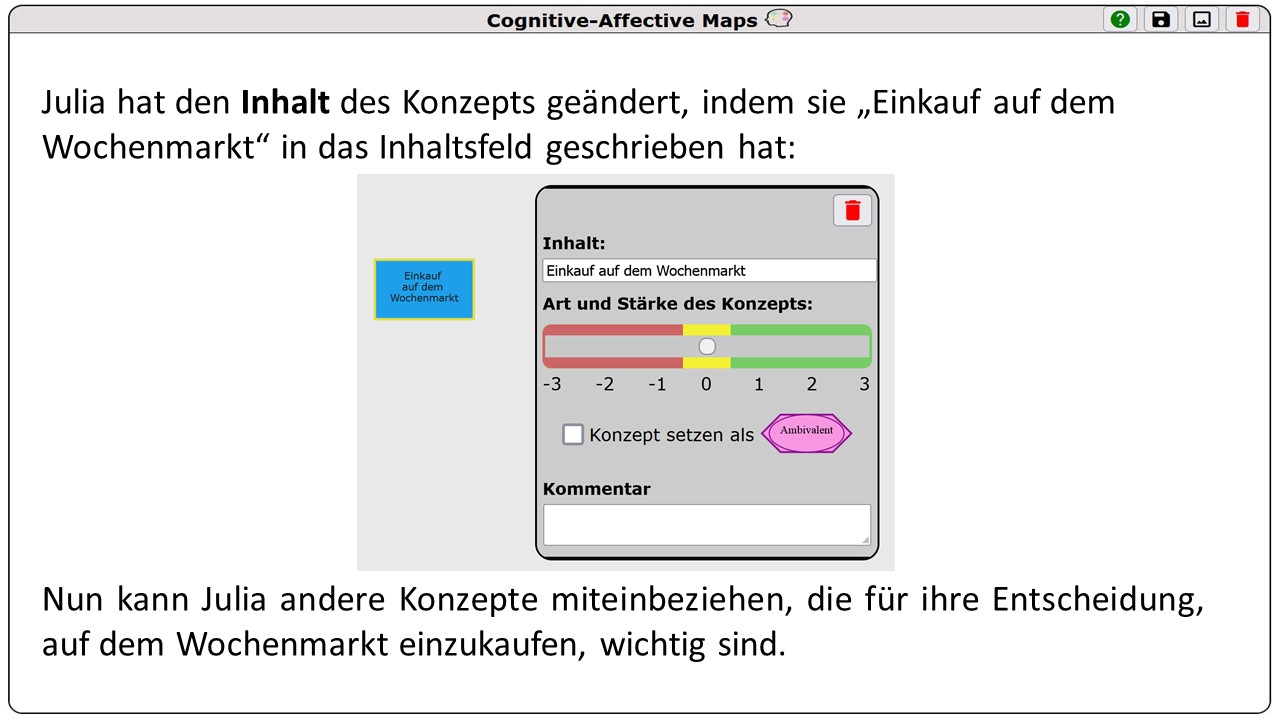 Cognitive-Affective Maps
Julia hat den Inhalt des Konzepts geändert, indem sie „Einkauf auf dem
Wochenmarkt“ in das Inhaltsfeld geschrieben hat:
Einkauf
auf dem
Wochenmarkt
Inhalt:
Einkauf auf dem Wochenmarkt
Art und Stärke des Konzepts:
-3 -2 -1 0 1 2 3
Konzept setzen als Ambivalent
Kommentar
Nun kann Julia andere Konzepte miteinbeziehen, die für ihre Entscheidung,
auf dem Wochenmarkt einzukaufen, wichtig sind.